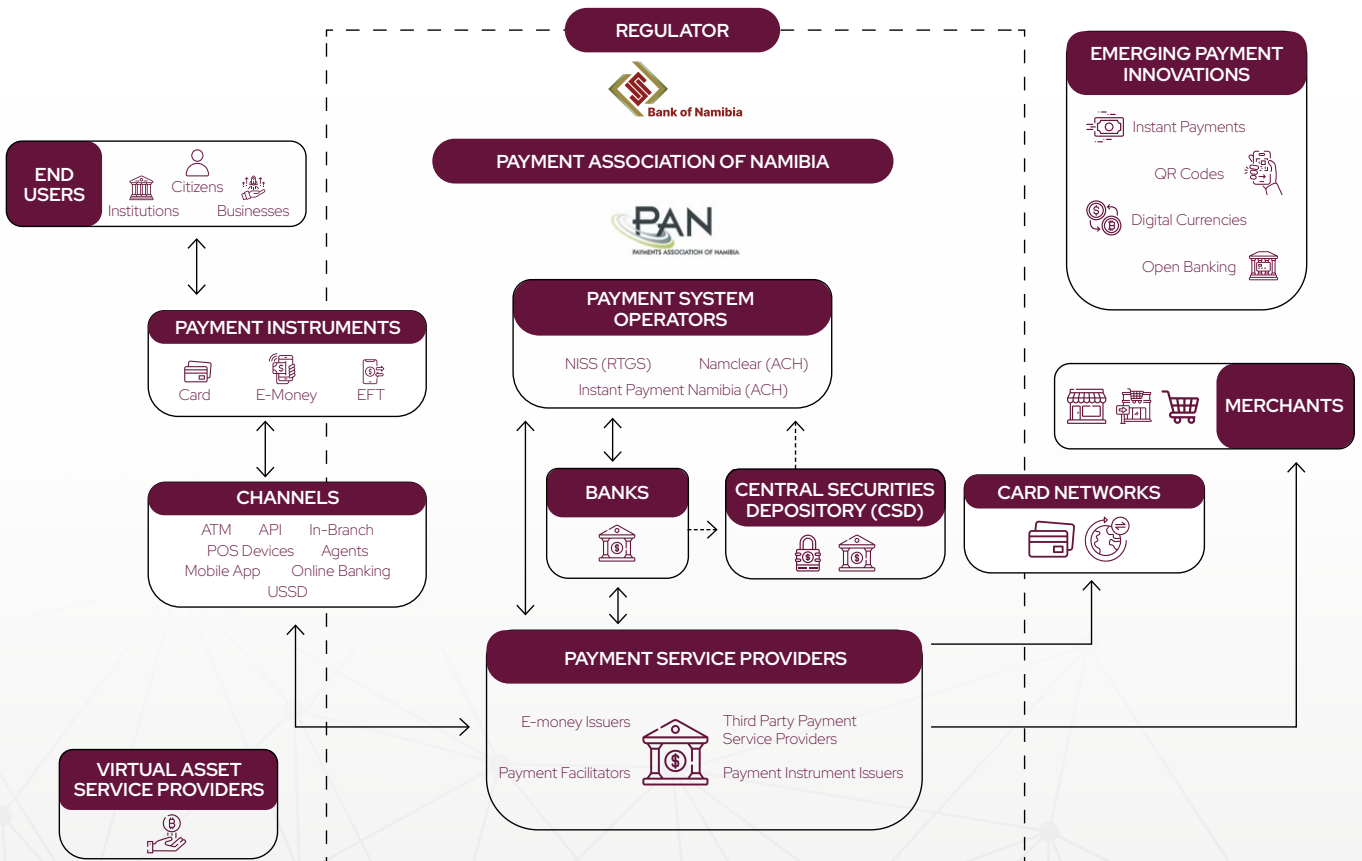 REGULATOR
Bank of Namibia
PAYMENT ASSOCIATION OF NAMIBIA
PAN
PAYMENTS ASSOCIATION OF NAMIBIA
END
USERS
Citizens
Institutions
Businesses
PAYMENT INSTRUMENTS
Card
E-Money
EFT
CHANNELS
ATM API In-Branch
POS Devices Agents
Mobile App Online Banking
USSD
VIRTUAL ASSET
SERVICE PROVIDERS
PAYMENT SYSTEM
OPERATORS
NISS (RTGS) Namclear (ACH)
Instant Payment Namibia (ACH)
BANKS
CENTRAL SECURITIES
DEPOSITORY (CSD)
PAYMENT SERVICE PROVIDERS
E-money Issuers
Third Party Payment
Service Providers
Payment Facilitators
Payment Instrument Issuers
EMERGING PAYMENT
INNOVATIONS
Instant Payments
QR Codes
Digital Currencies
Open Banking
MERCHANTS
CARD NETWORKS